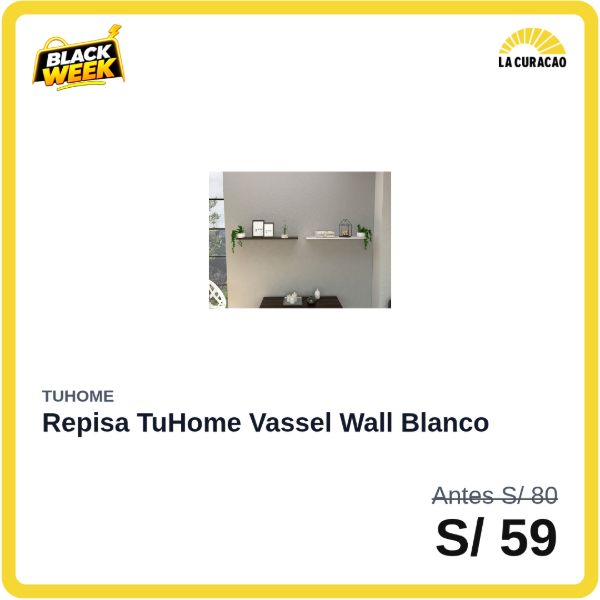 BLACK
WEEK
LA CURACAO
TUHOME
Repisa TuHome Vassel Wall Blanco
Antes S/ 80
S/ 59